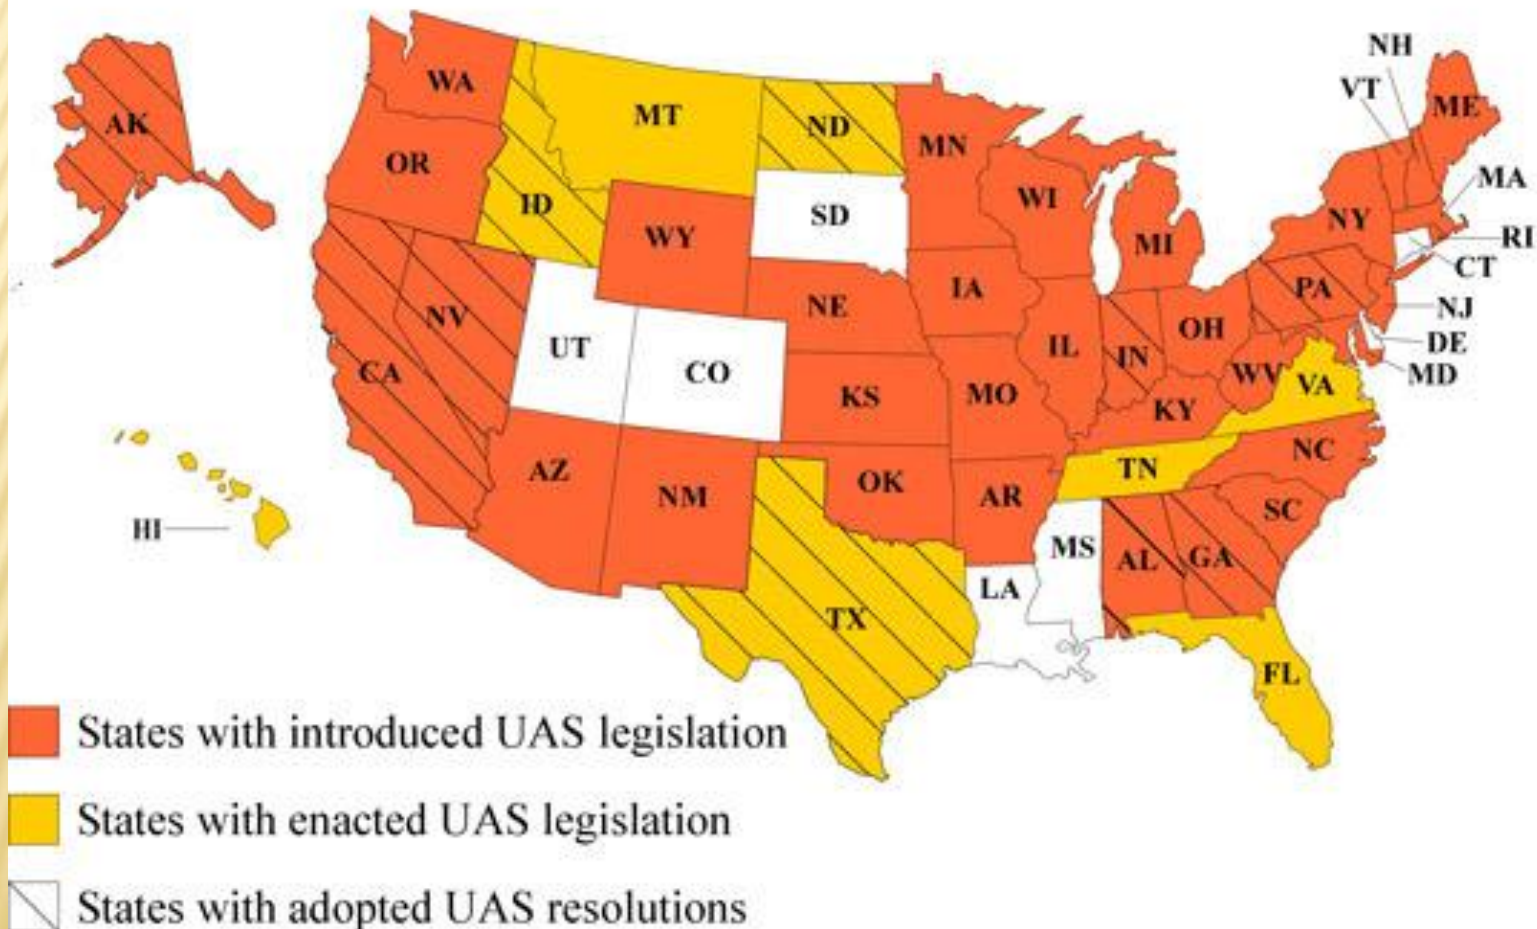 NH
VT
ME
WA
AK
MT
ND
MN
OR
MA
WI
ID
SD
NY
WY
MI
RI
CT
PA
IA
NE
NJ
NV
OH
DE
UT
IL
IN
CO
CA
WV
MD
VA
KS
MO
KY
NC
TN
AZ
OK
NM
AR
SC
HI
MS
AL
GA
LA
TX
FL
States with introduced UAS legislation
States with enacted UAS legislation
States with adopted UAS resolutions